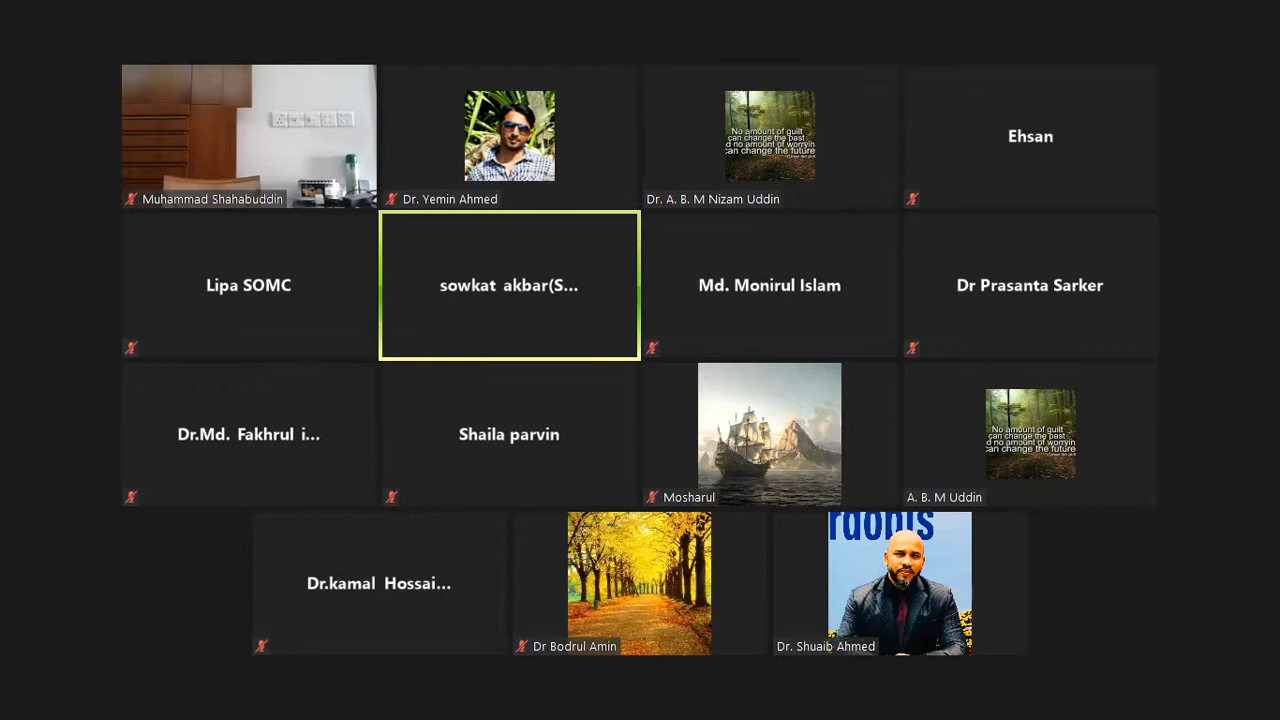 No amount of guilt
can change the past
d no amount of worryin
can change the future
Ehsan
Muhammad Shahabuddin
Dr. Yemin Ahmed
Dr. A. B. M Nizam Uddin
Lipa SOMC
sowkat akbar(S...
Md. Monirul Islam
Dr Prasanta Sarker
Dr.Md. Fakhrul i...
Shaila parvin
No amount of guilt
can change the past
d no amount of worryin
can change the future
Mosharul
A. B. M Uddin
rdopis
Dr.kamal Hossai...
Dr Bodrul Amin
Dr. Shuaib Ahmed